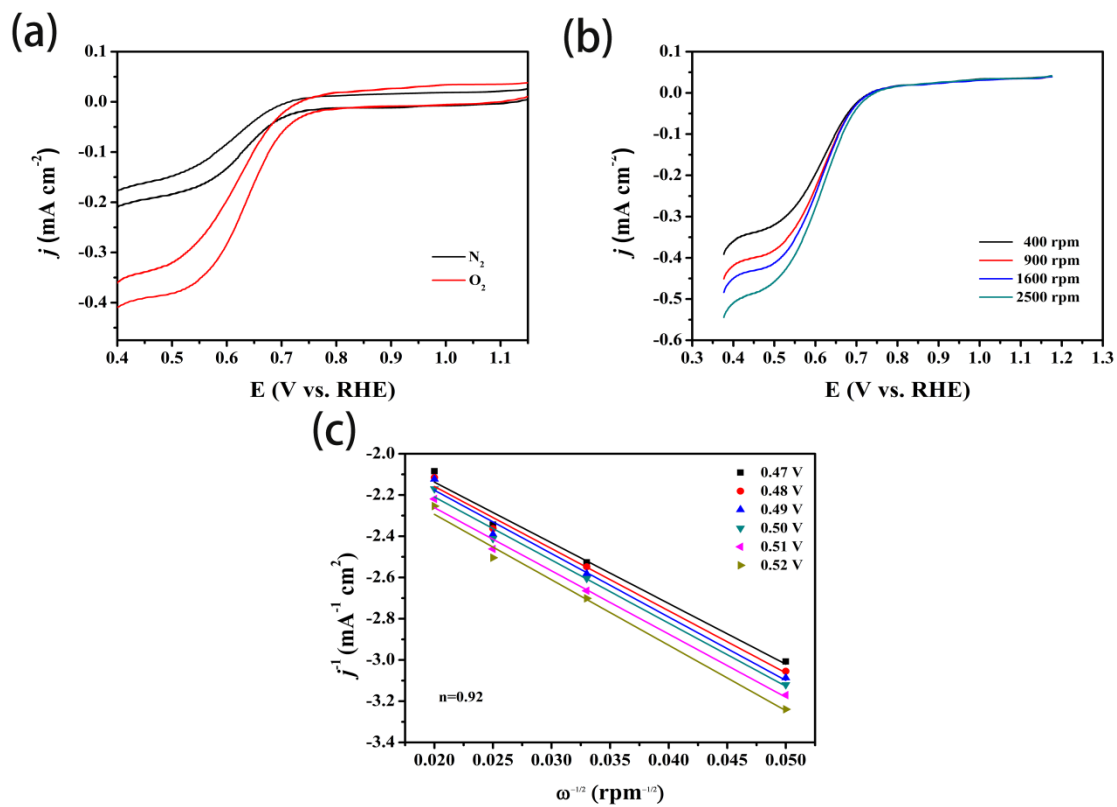 (a)
0.1
0.0
-0.1
-0.2
-0.3
-0.4
j (mA cm⁻²)
N₂
O₂
0.4 0.5 0.6 0.7 0.8 0.9 1.0 1.1
E (V vs. RHE)
(b)
0.1
0.0
-0.1
-0.2
-0.3
-0.4
-0.5
-0.6
j (mA cm⁻²)
400 rpm
900 rpm
1600 rpm
2500 rpm
0.3 0.4 0.5 0.6 0.7 0.8 0.9 1.0 1.1 1.2 1.3
E (V vs. RHE)
(c)
-2.0
-2.2
-2.4
-2.6
-2.8
-3.0
-3.2
-3.4
j⁻¹ (mA⁻¹ cm²)
0.47 V
0.48 V
0.49 V
0.50 V
0.51 V
0.52 V
n=0.92
0.020 0.025 0.030 0.035 0.040 0.045 0.050
ω⁻¹/² (rpm⁻¹/²)